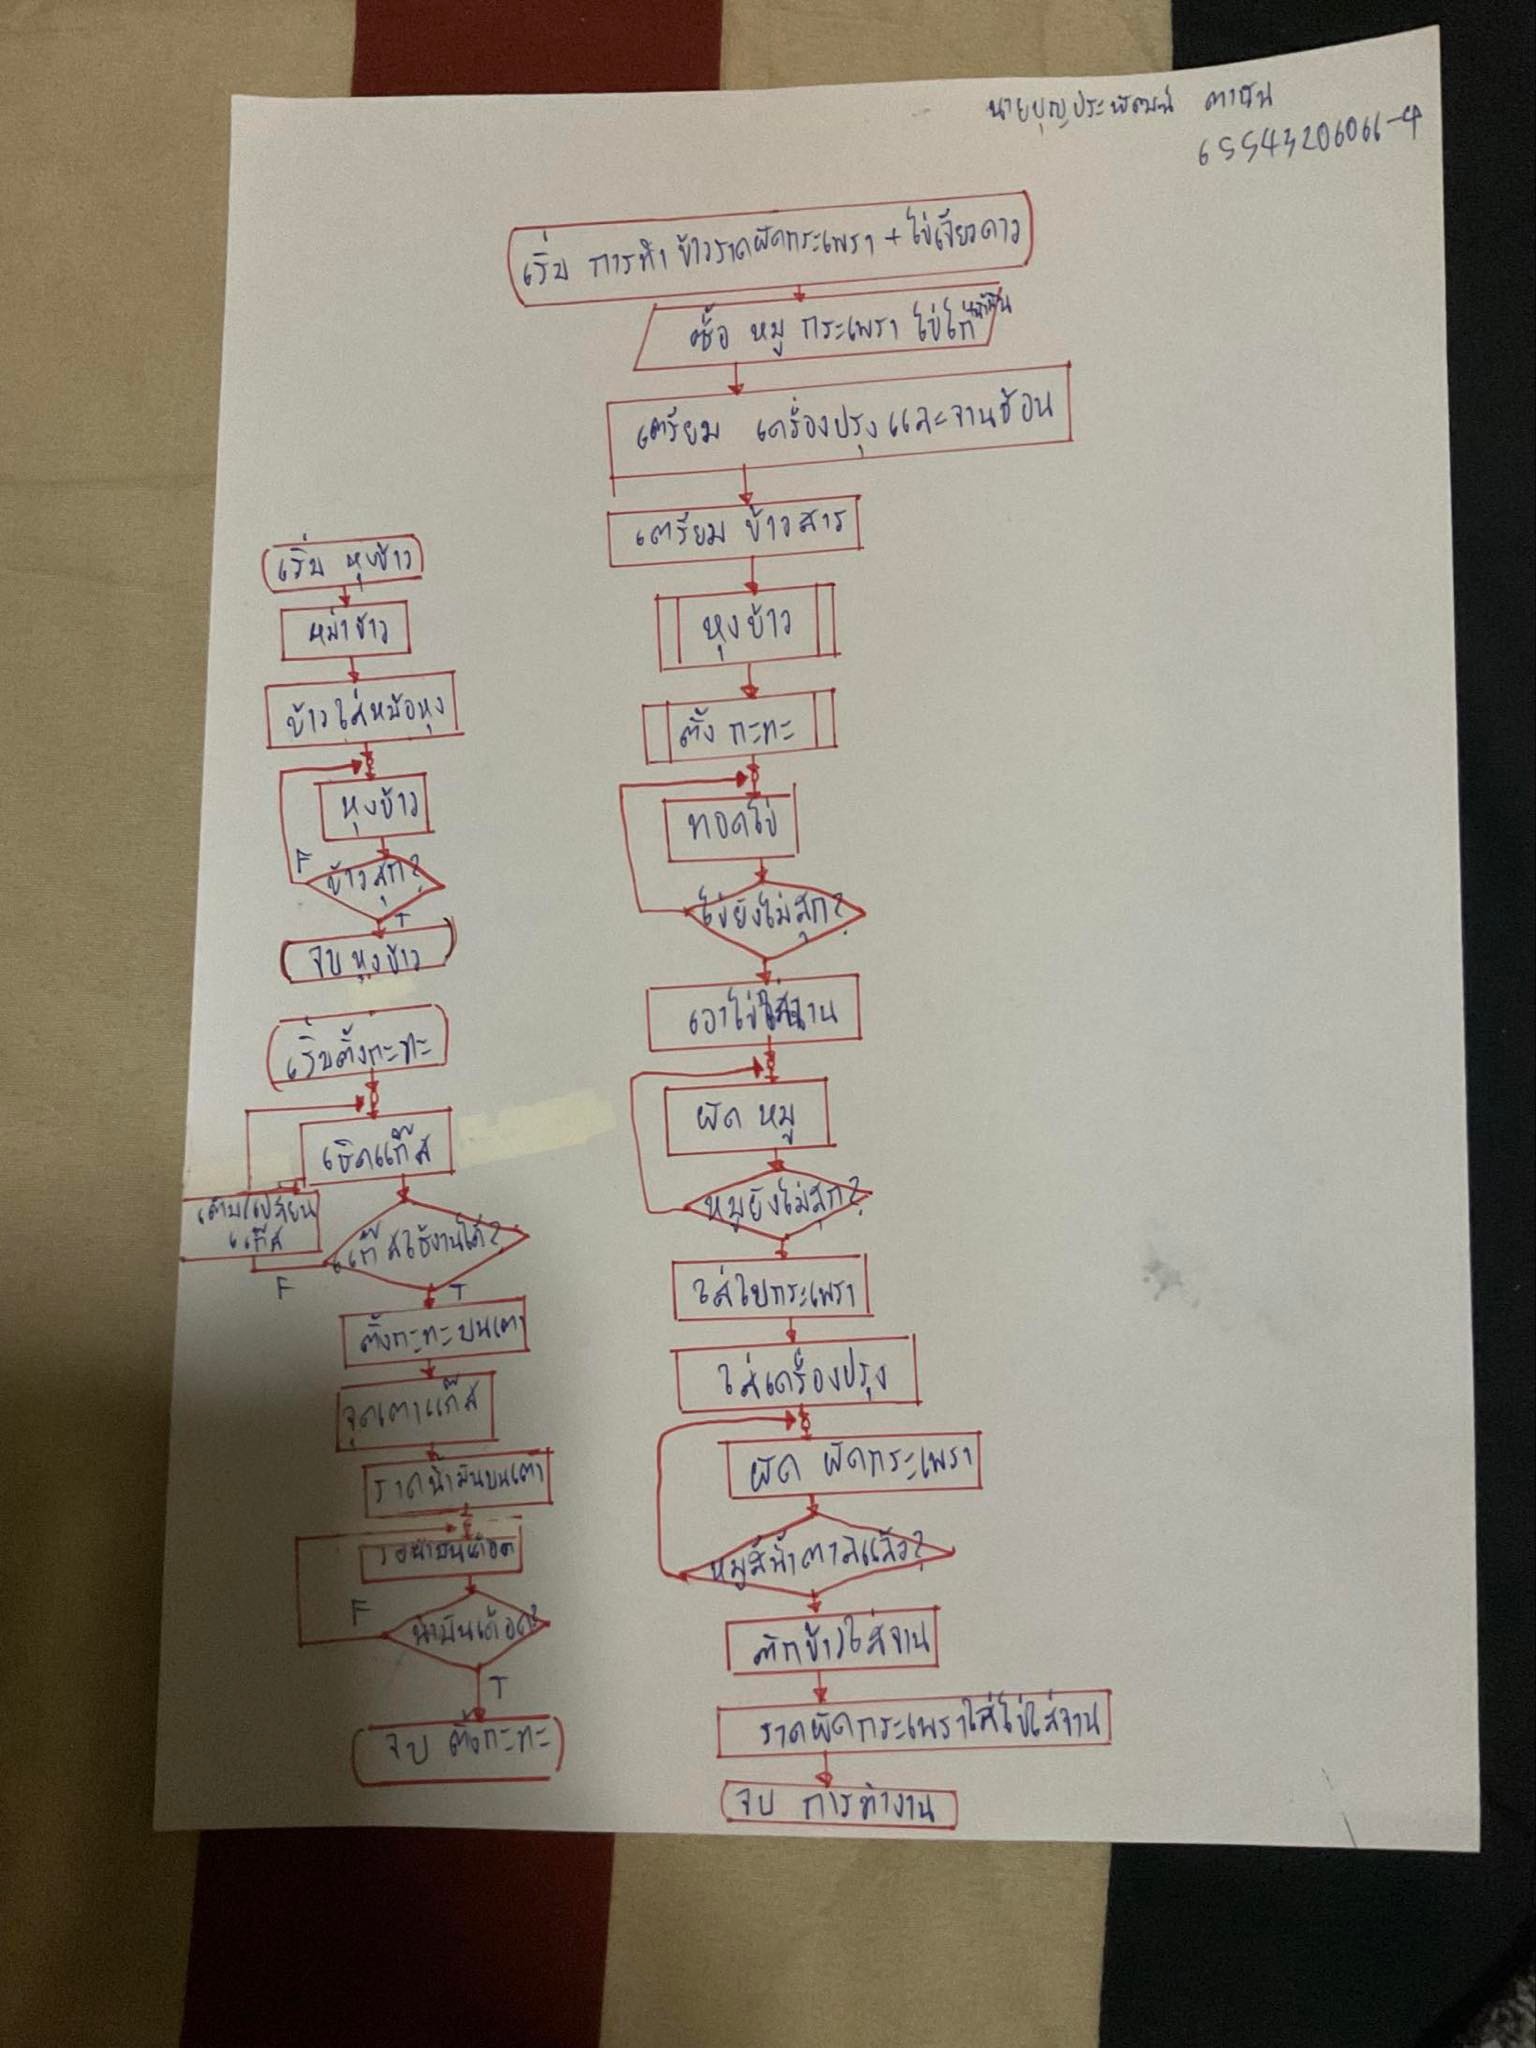 นายบุญประพัฒน์
65543206066-4
เริ่ม การทำ ข้าวราดผัดกระเพรา + ไข่เจียวดาว
ซื้อ หมู กระเพรา ไข่ไก่
เตรียม เครื่องปรุง และจานช้อน
เตรียม ข้าวสาร
หุงข้าว
ตั้ง กะทะ
ทอดไข่
ไข่ยังไม่สุก?
เอาไข่ใส่จาน
ผัด หมู
หมูยังไม่สุก?
ใส่ใบกระเพรา
ใส่เครื่องปรุง
ผัด ผัดกระเพรา
หมูสีน้ำตาลแล้ว?
ตักข้าวใส่จาน
ราดผัดกระเพราใส่ไข่ใส่จาน
จบ การทำงาน
เริ่ม หุงข้าว
ข้าวใส่หม้อหุง
หุงข้าว
F
ข้าวสุก?
T
จบ หุงข้าว
เริ่มตั้งกะทะ
เชิดแก๊ส
เติม/เปลี่ยน
แก๊ส
แก๊สใช้งานได้?
F
T
ตั้งกะทะบนเตา
จุดเตาแก๊ส
ราดน้ำมันบนเตา
รอน้ำมันเดือด
F
น้ำมันเดือด?
T
จบ ตั้งกะทะ